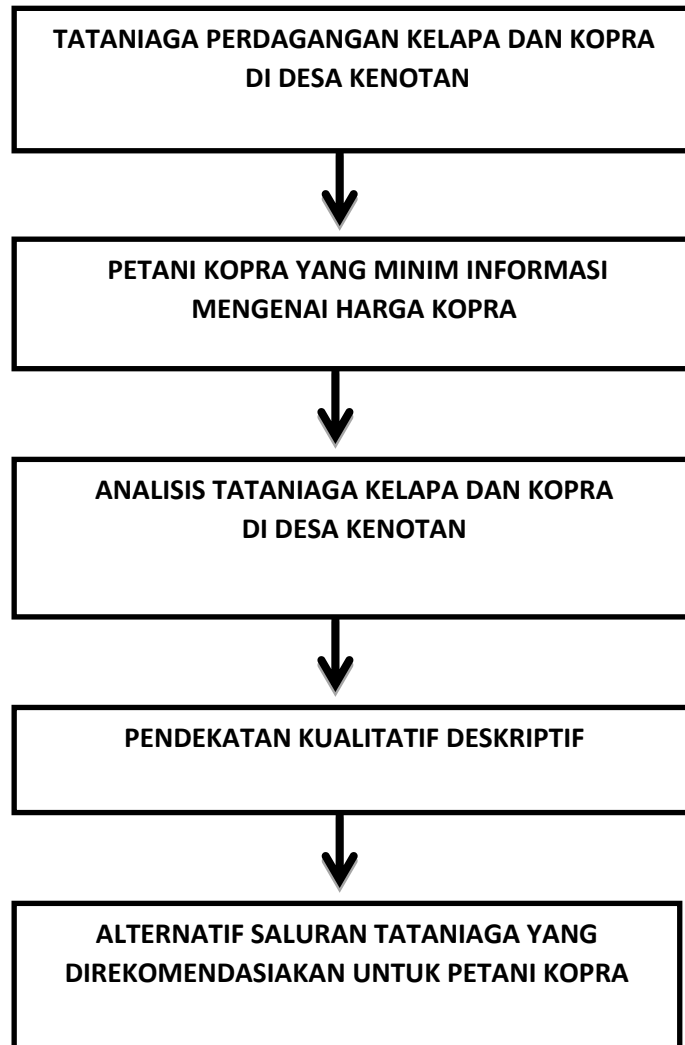 TATANIAGA PERDAGANGAN KELAPA DAN KOPRA
DI DESA KENOTAN
PETANI KOPRA YANG MINIM INFORMASI
MENGENAI HARGA KOPRA
ANALISIS TATANIAGA KELAPA DAN KOPRA
DI DESA KENOTAN
PENDEKATAN KUALITATIF DESKRIPTIF
ALTERNATIF SALURAN TATANIAGA YANG
DIREKOMENDASIAKAN UNTUK PETANI KOPRA